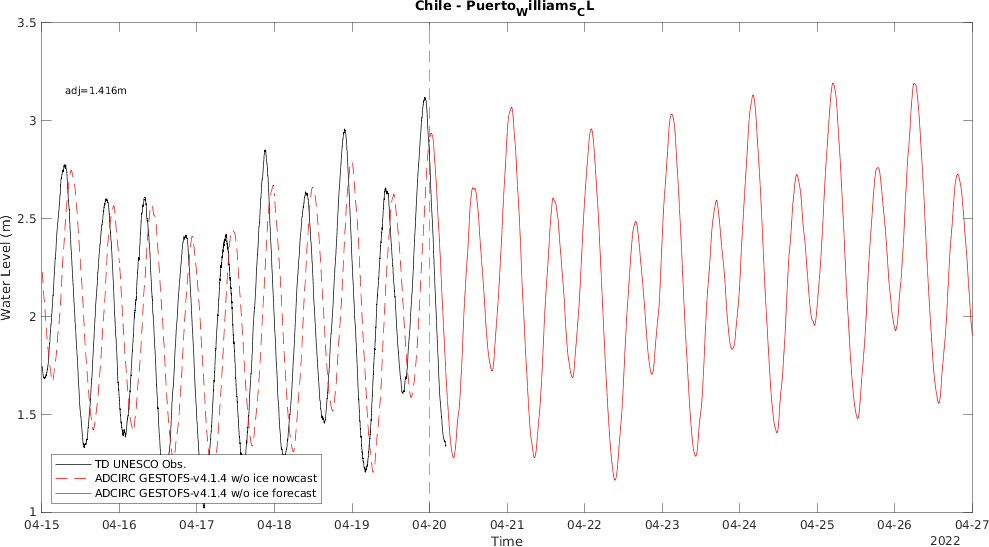 Chile - Puerto_Williams_CL
adj=1.416m
3.5
3
2.5
2
1.5
1
Water Level (m)
TD UNESCO Obs.
ADCIRC GESTOFS-v4.1.4 w/o ice nowcast
ADCIRC GESTOFS-v4.1.4 w/o ice forecast
04-15 04-16 04-17 04-18 04-19 04-20 04-21 04-22 04-23 04-24 04-25 04-26 04-27
Time
2022